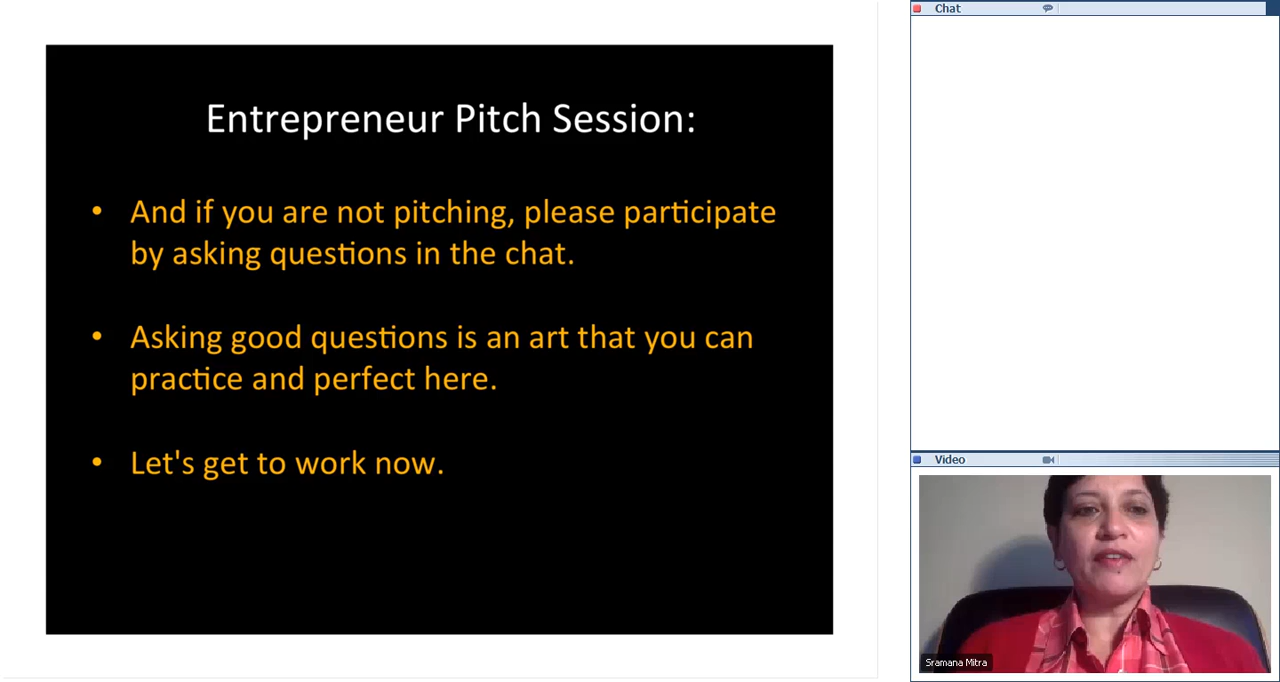 Entrepreneur Pitch Session:
• And if you are not pitching, please participate
by asking questions in the chat.
• Asking good questions is an art that you can
practice and perfect here.
• Let's get to work now.
Chat
Video
Sramana Mitra